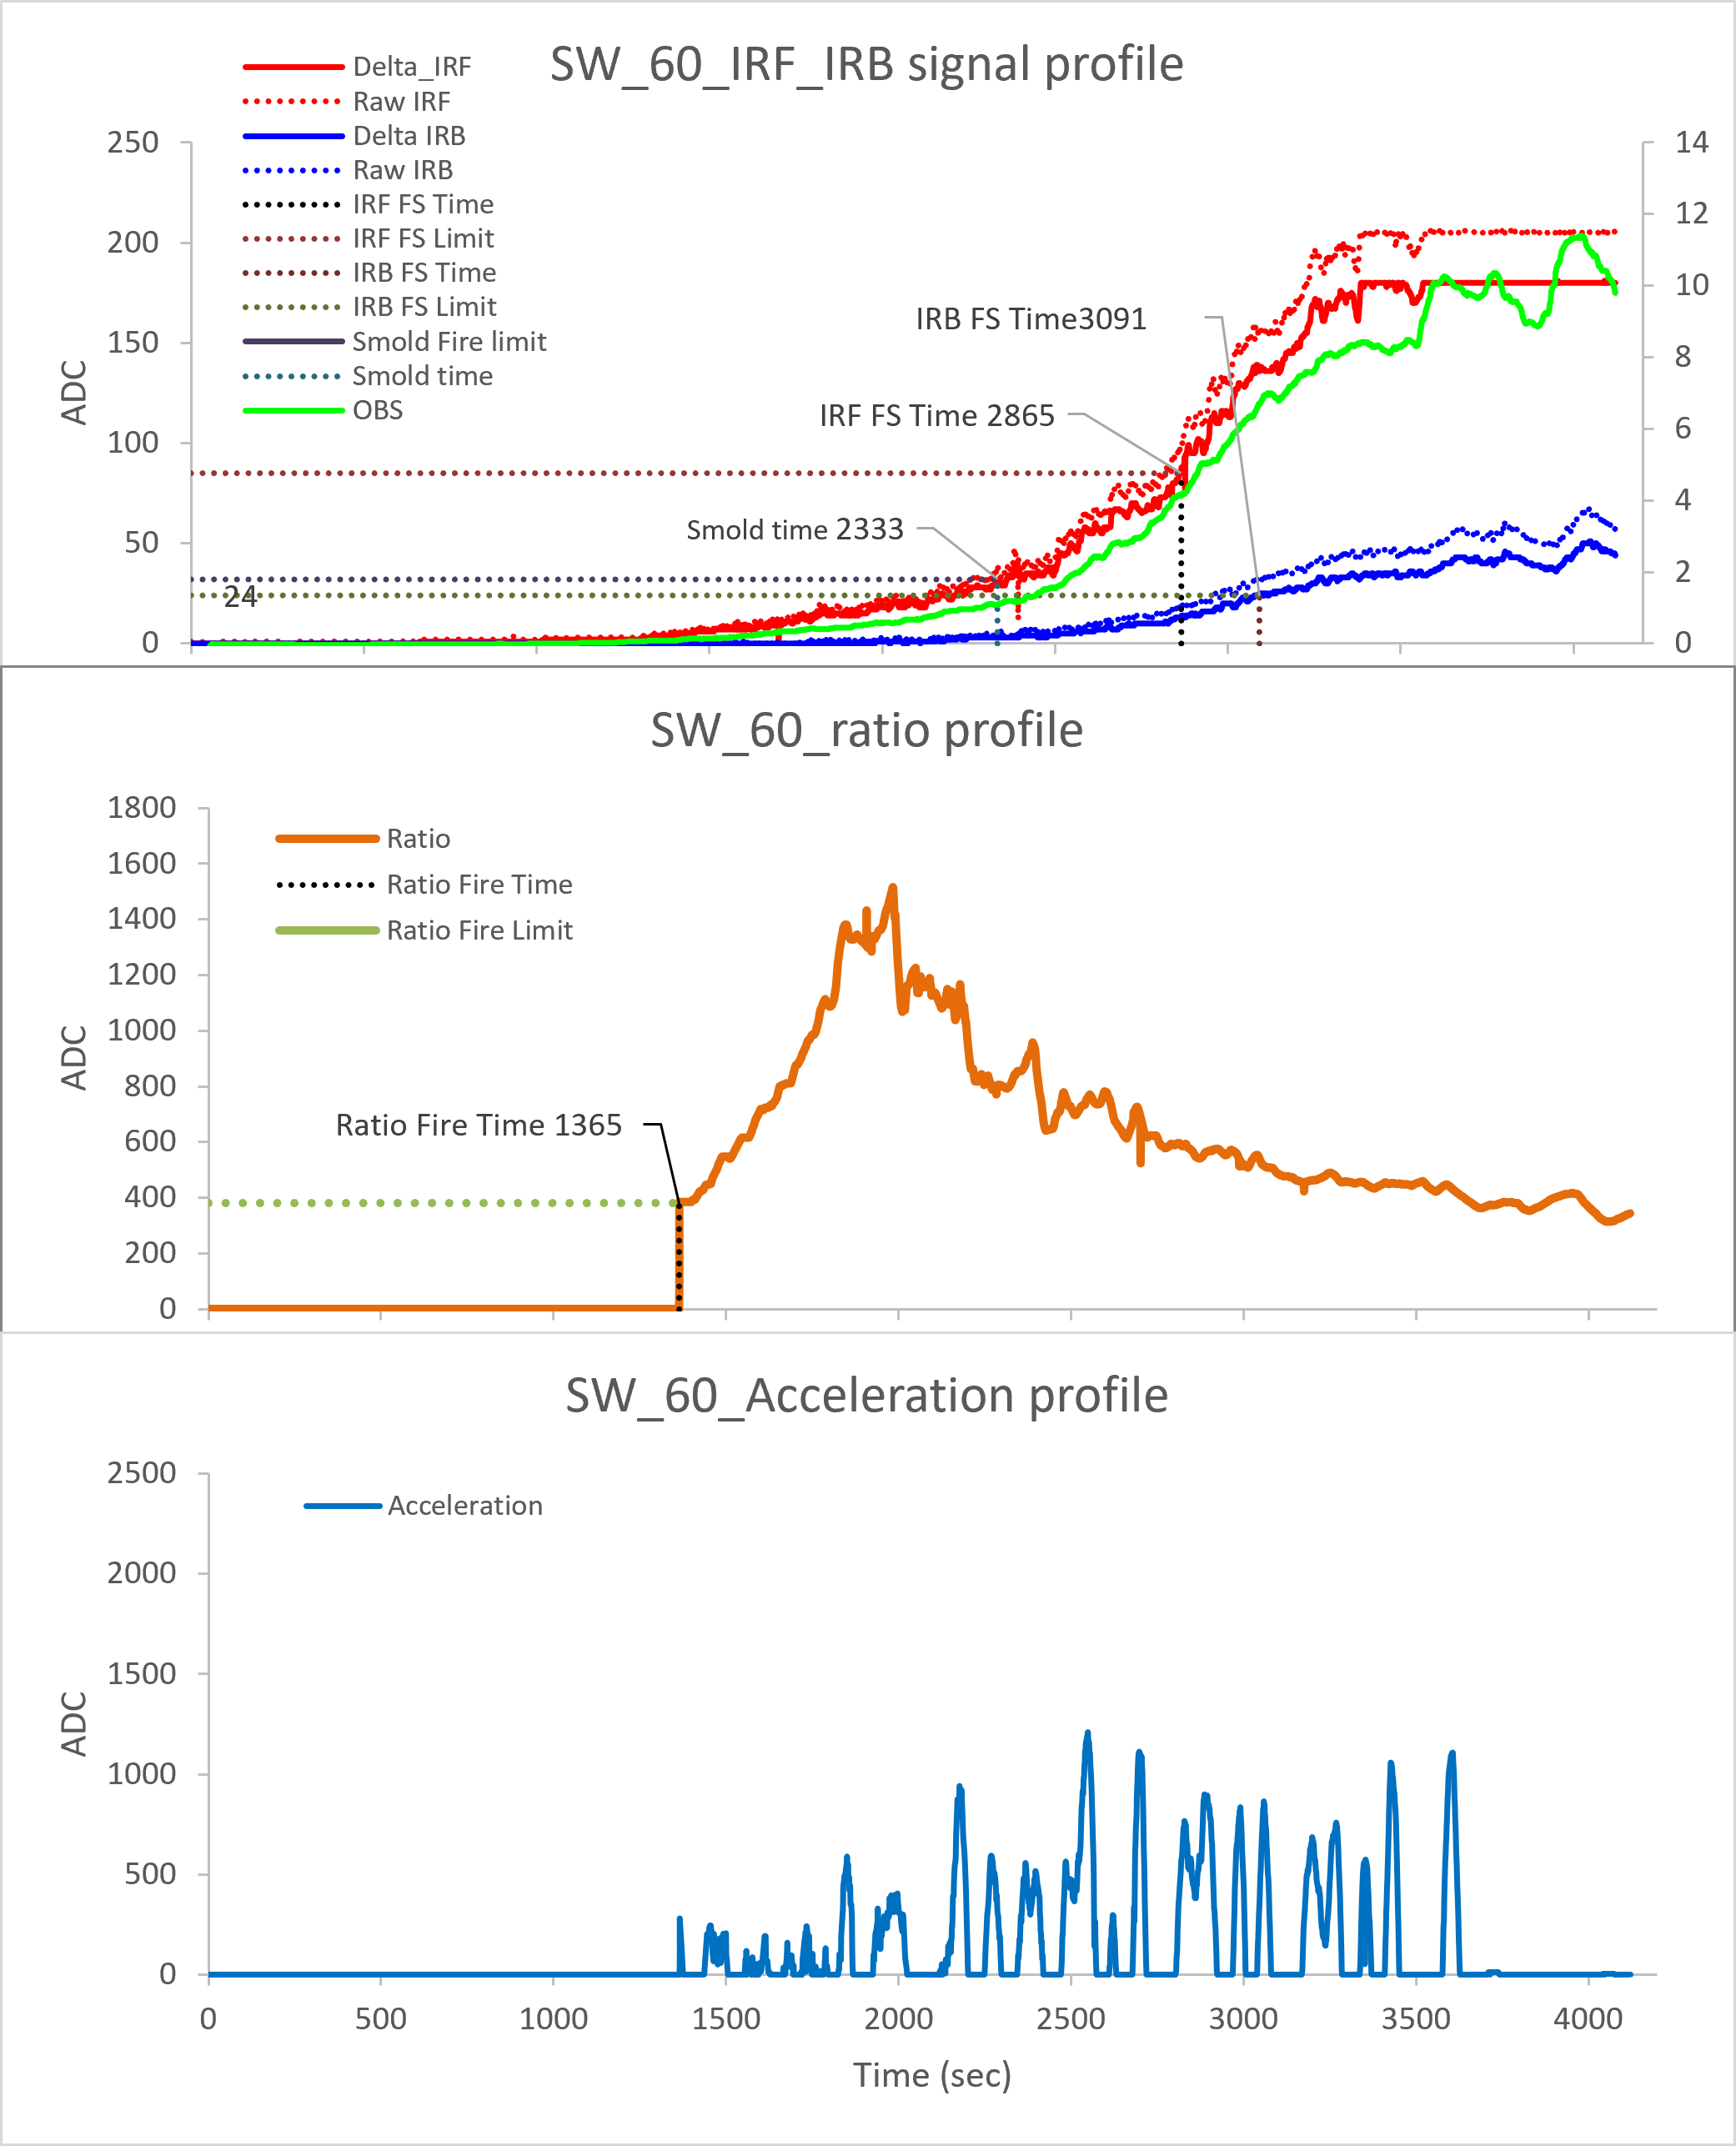 SW_60_IRF_IRB signal profile
Delta_IRF
Raw IRF
Delta IRB
Raw IRB
IRF FS Time
IRF FS Limit
IRB FS Time
IRB FS Limit
Smold Fire limit
Smold time
OBS
250
200
150
100
50
0
ADC
14
12
10
8
6
4
2
0
IRB FS Time3091
IRF FS Time 2865
Smold time 2333
24
SW_60_ratio profile
1800
1600
1400
1200
1000
800
600
400
200
0
ADC
Ratio
Ratio Fire Time
Ratio Fire Limit
Ratio Fire Time 1365
SW_60_Acceleration profile
2500
2000
1500
1000
500
0
ADC
Acceleration
0 500 1000 1500 2000 2500 3000 3500 4000
Time (sec)